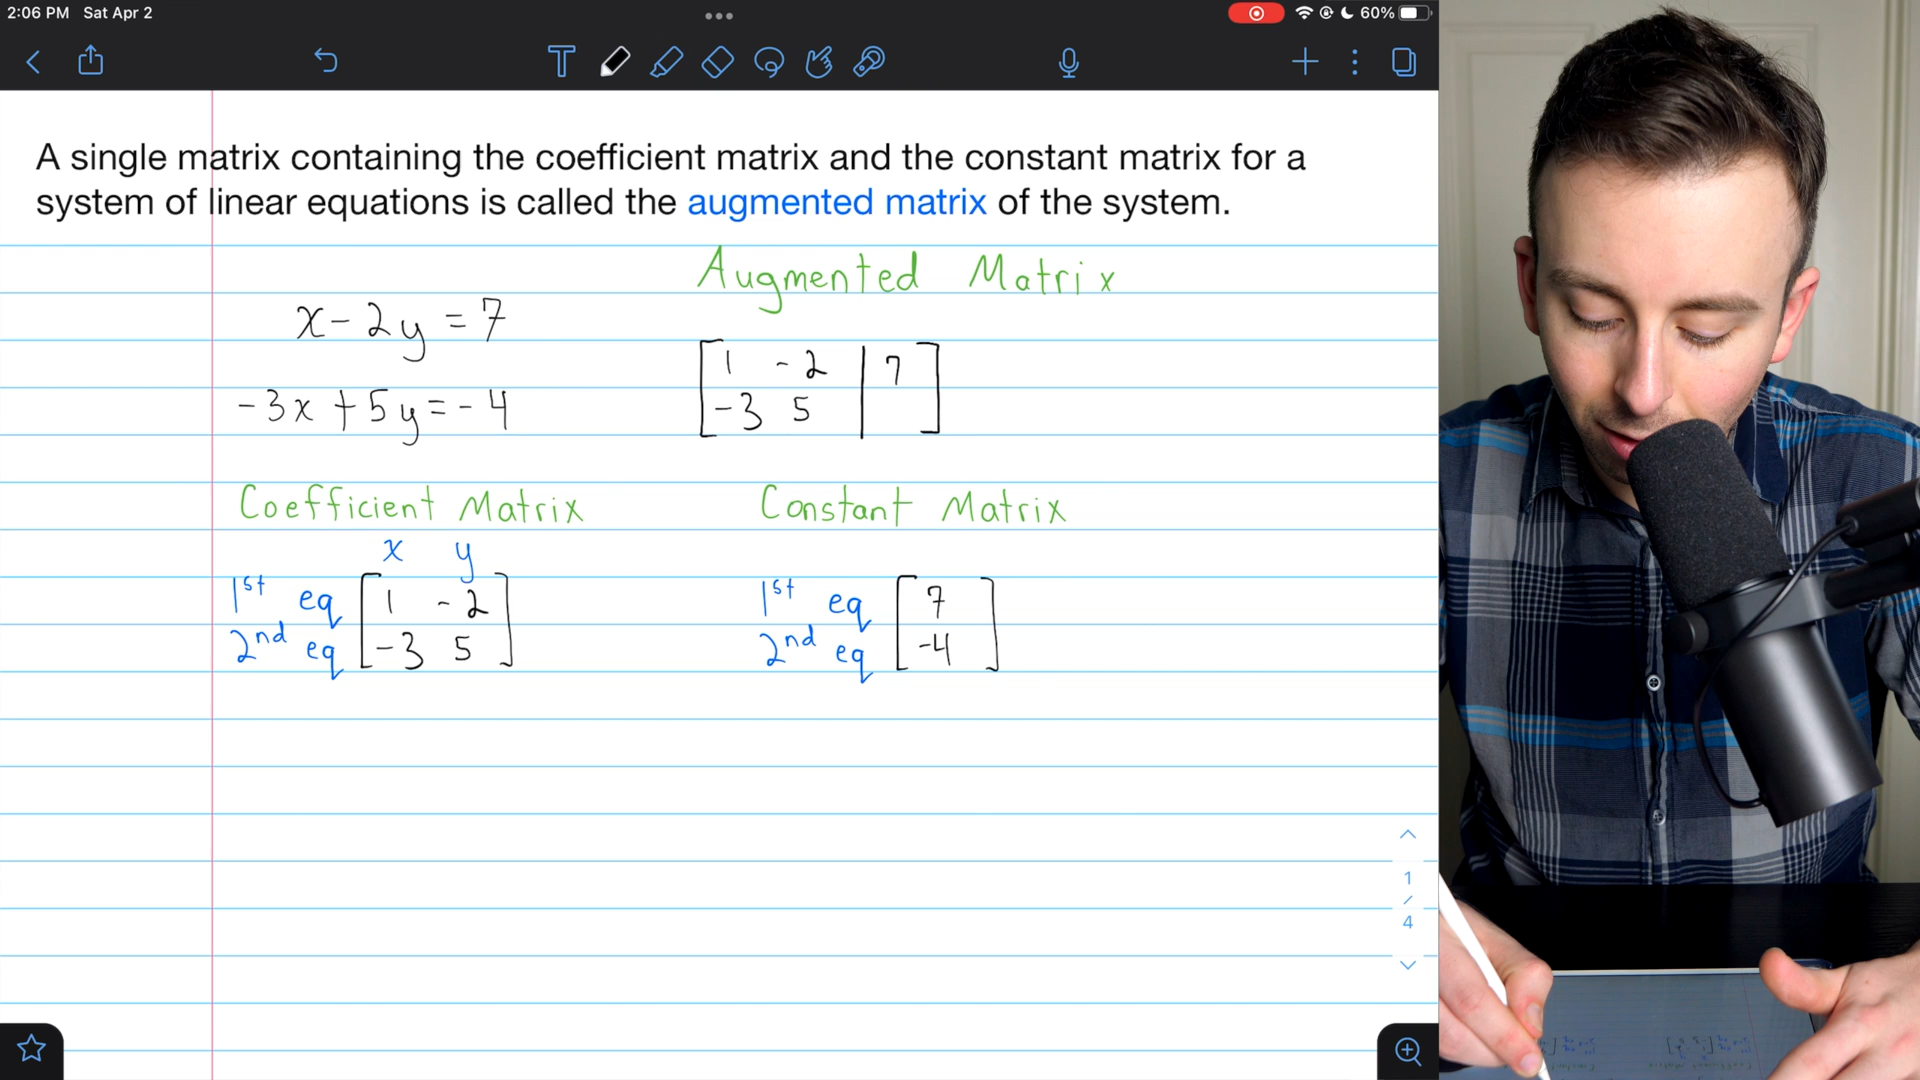 2:06 PM Sat Apr 2
60%
A single matrix containing the coefficient matrix and the constant matrix for a
system of linear equations is called the augmented matrix of the system.
Augmented Matrix
x - 2y = 7
-3x + 5y = -4
[ 1 -2 | 7 ]
[ -3 5 | ]
Coefficient Matrix
x y
1st eq [ 1 -2 ]
2nd eq [ -3 5 ]
Constant Matrix
1st eq [ 7 ]
2nd eq [ -4 ]
1
/
4